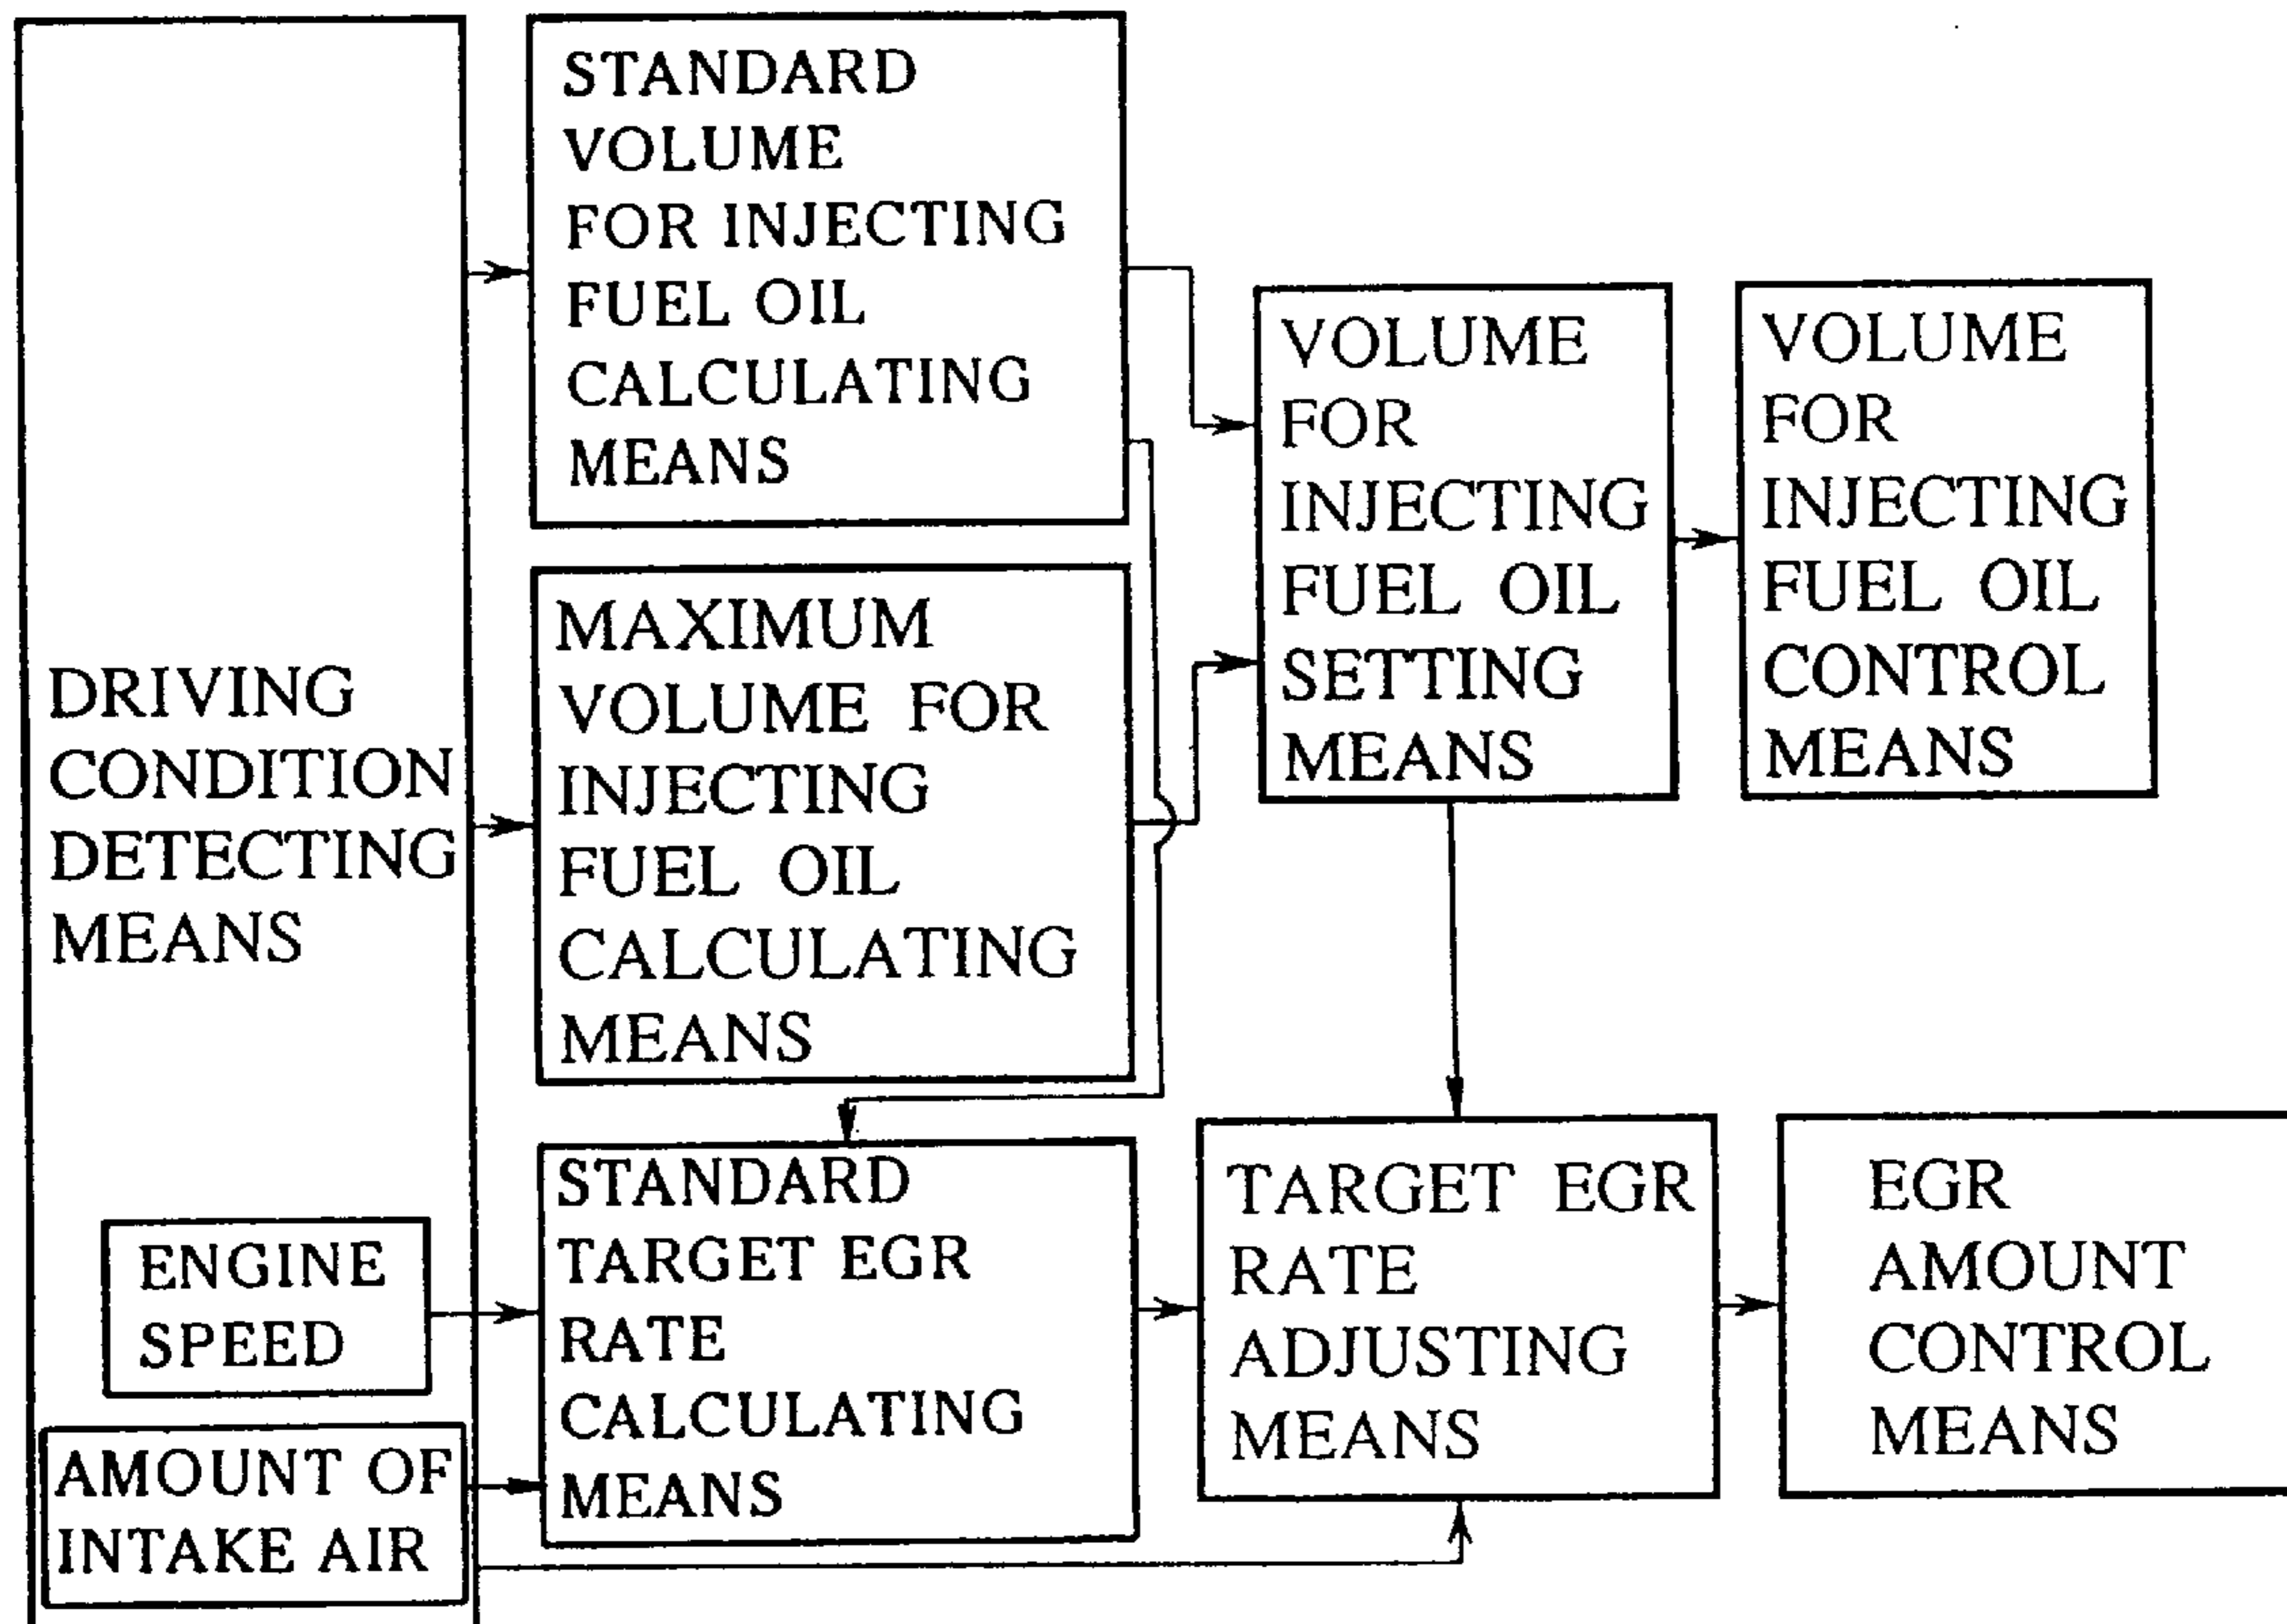 DRIVING
CONDITION
DETECTING
MEANS
ENGINE
SPEED
AMOUNT OF
INTAKE AIR
STANDARD
VOLUME
FOR INJECTING
FUEL OIL
CALCULATING
MEANS
MAXIMUM
VOLUME FOR
INJECTING
FUEL OIL
CALCULATING
MEANS
STANDARD
TARGET EGR
RATE
CALCULATING
MEANS
VOLUME
FOR
INJECTING
FUEL OIL
SETTING
MEANS
VOLUME
FOR
INJECTING
FUEL OIL
CONTROL
MEANS
TARGET EGR
RATE
ADJUSTING
MEANS
EGR
AMOUNT
CONTROL
MEANS